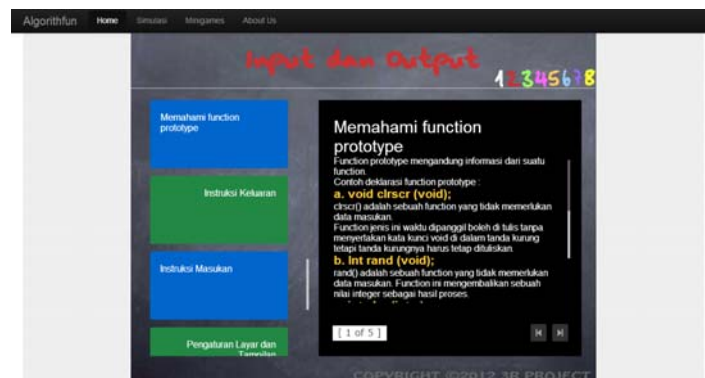 Algorithfun Home Simulasi Minigames About Us
Input dan Output
12345678
Memahami function
prototype
Instruksi Keluaran
Instruksi Masukan
Pengaturan Layar dan
Tampilan
Memahami function
prototype
Function prototype mengandung informasi dari suatu
function.
Contoh deklarasi function prototype :
a. void clrscr (void);
clrscr() adalah sebuah function yang tidak memerlukan
data masukan.
Function jenis ini waktu dipanggil boleh di tulis tanpa
menyertakan kata kunci void di dalam tanda kurung
tetapi tanda kurungnya harus tetap dituliskan.
b. Int rand (void);
rand() adalah sebuah function yang tidak memerlukan
data masukan. Function ini mengembalikan sebuah
nilai integer sebagai hasil proses.
[ 1 of 5 ]
COPYRIGHT ©2012 3B PROJECT